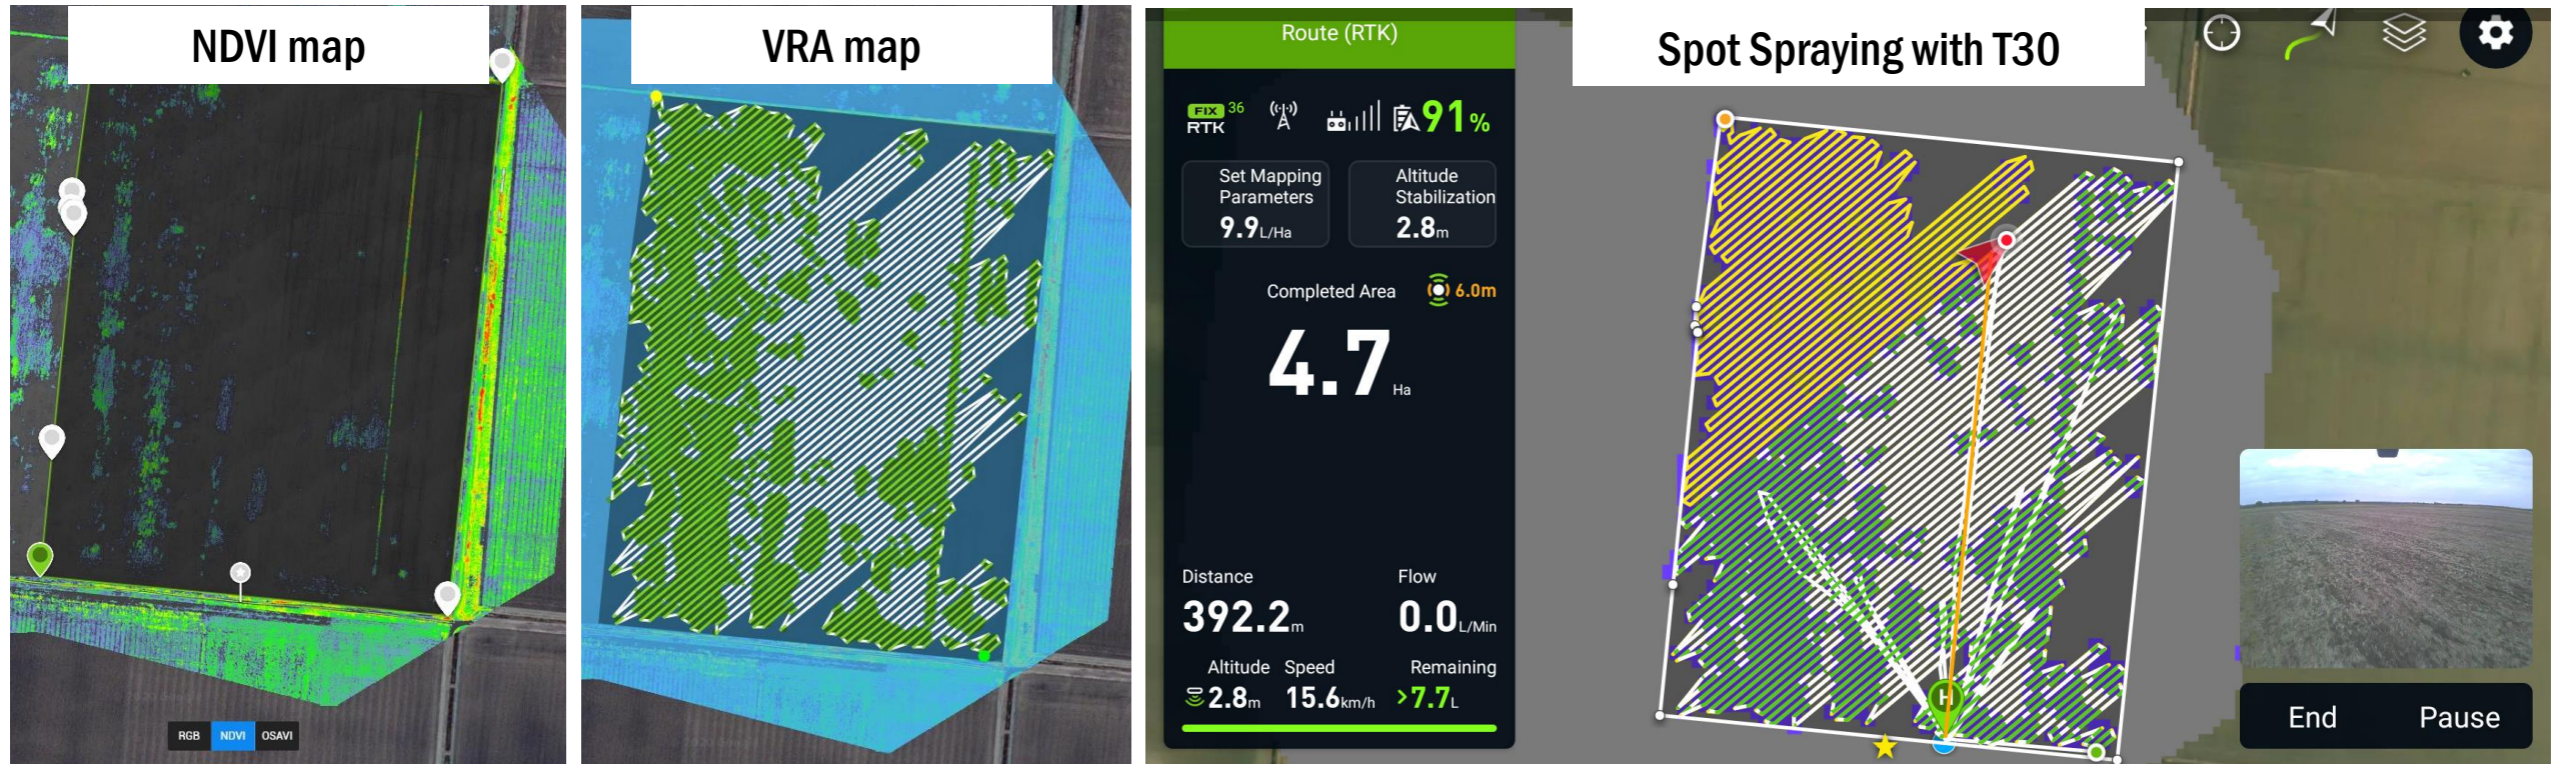 NDVI map
RGB NDVI OSAVI
VRA map
Spot Spraying with T30
Route (RTK)
FIX 36
RTK
91%
Set Mapping
Parameters
9.9L/Ha
Altitude
Stabilization
2.8m
Completed Area
6.0m
4.7 Ha
Distance
392.2m
Flow
0.0L/Min
Altitude
2.8m
Speed
15.6km/h
Remaining
>7.7L
H
End
Pause